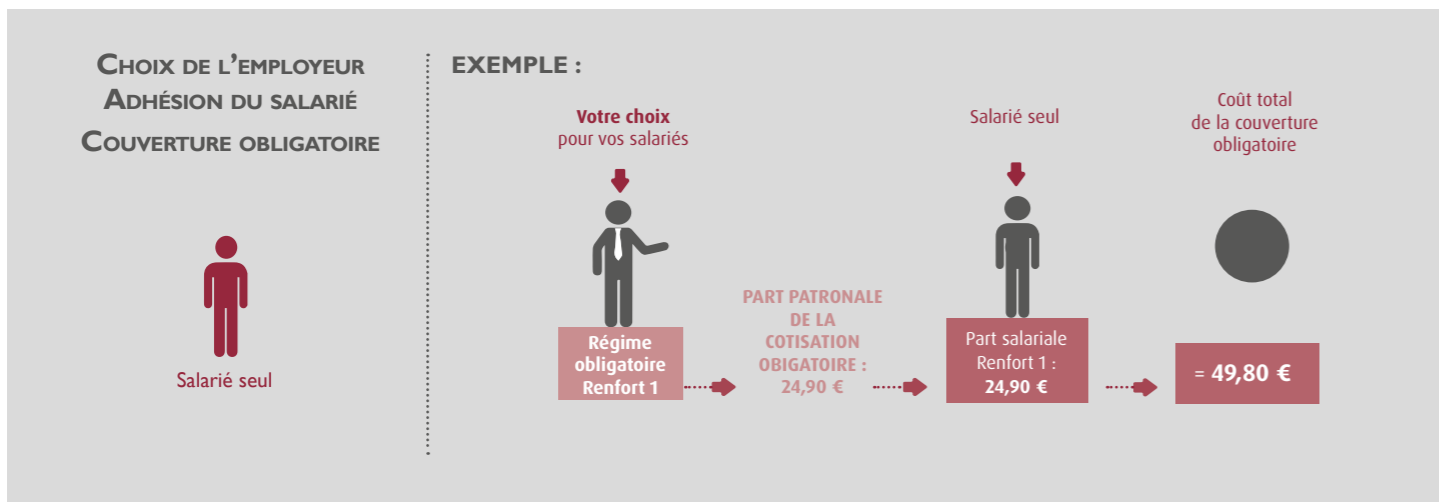 CHOIX DE L'EMPLOYEUR
ADHÉSION DU SALARIÉ
COUVERTURE OBLIGATOIRE
Salarié seul
EXEMPLE :
Votre choix
pour vos salariés
Régime
obligatoire
Renfort 1
PART PATRONALE
DE LA
COTISATION
OBIGATOIRE :
24,90 €
Salarié seul
Part salariale
Renfort 1 :
24,90 €
Coût total
de la couverture
obligatoire
= 49,80 €